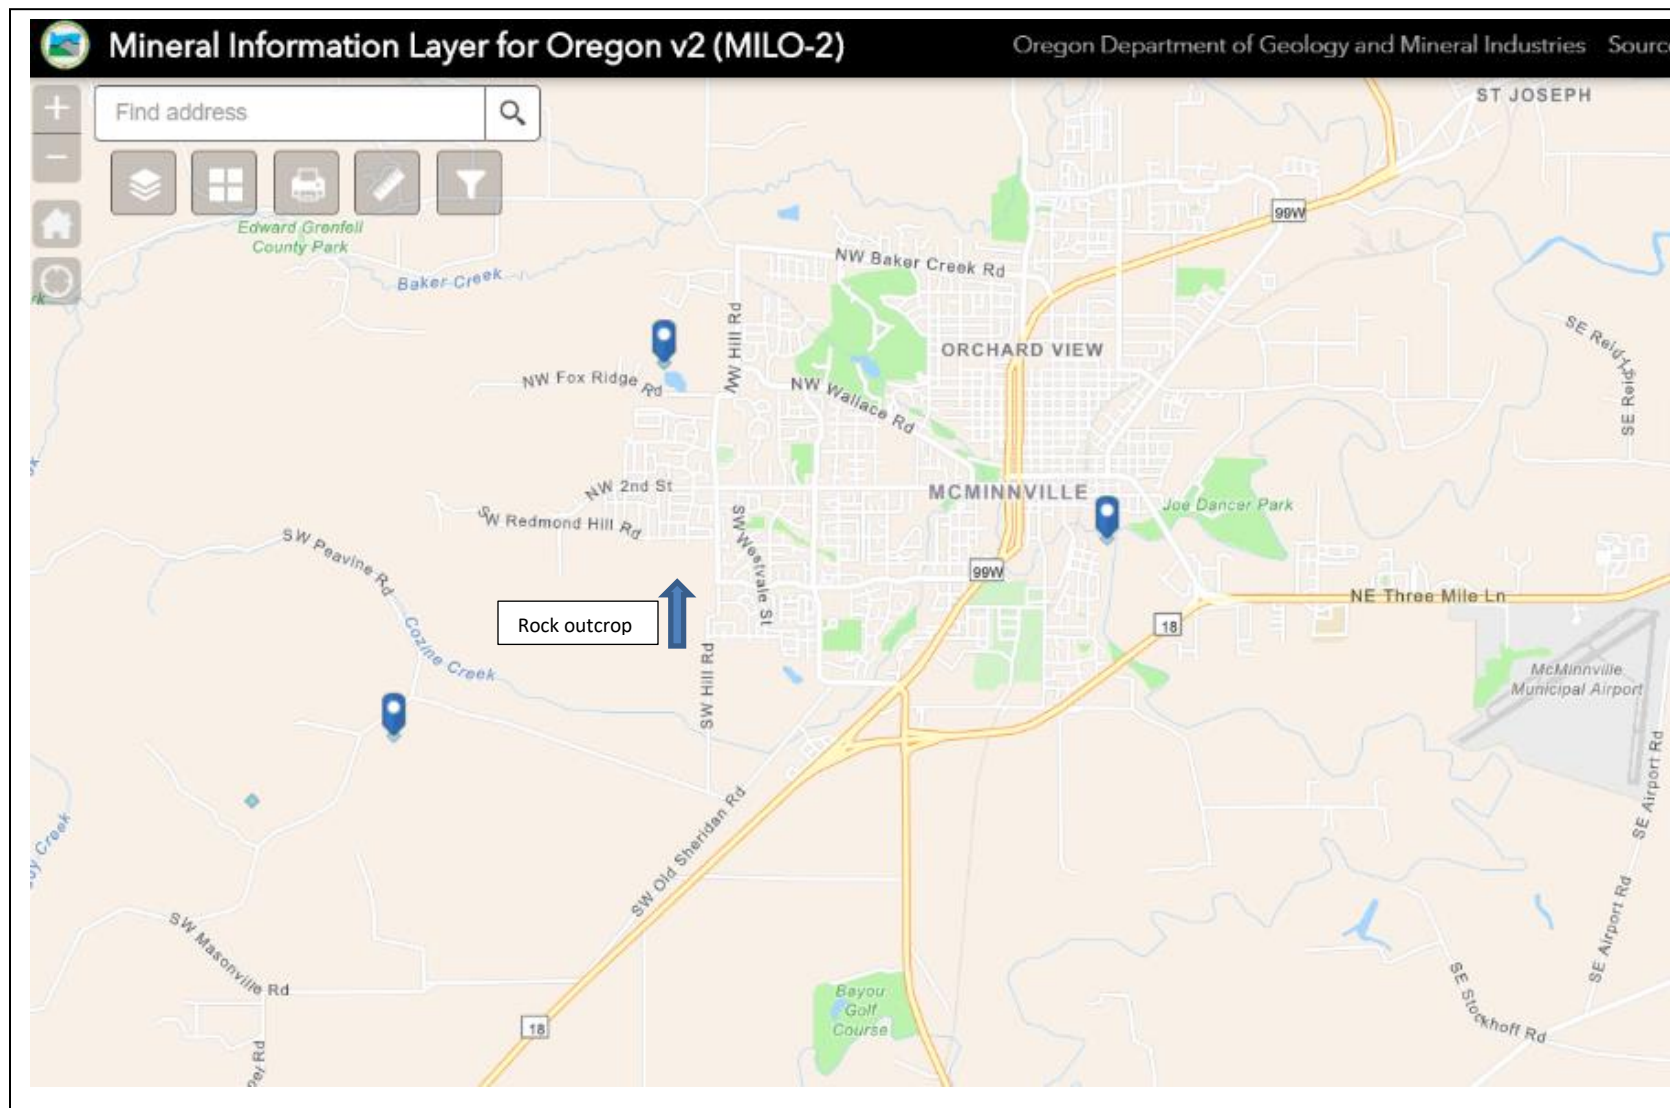 Mineral Information Layer for Oregon v2 (MILO-2)
Oregon Department of Geology and Mineral Industries
Find address
ST JOSEPH
99W
Edward Grenfell
County Park
Baker Creek
NW Baker Creek Rd
NW Hill Rd
ORCHARD VIEW
SE Reid
SE Reid
NW Fox Ridge Rd
NW Wallace Rd
NW 2nd St
MCMINNVILLE
Joe Dancer Park
SW Redmond Hill Rd
SW Westvale St
SW Peavine Rd
99W
NE Three Mile Ln
Rock outcrop
18
Cozine Creek
SW Hill Rd
McMinnville
Municipal Airport
SE Airport Rd
SW Old Sheridan Rd
Creek
SW Masonville Rd
SE Airport Rd
Bayou
Golf
Course
SE Stockhoff Rd
18
Rd